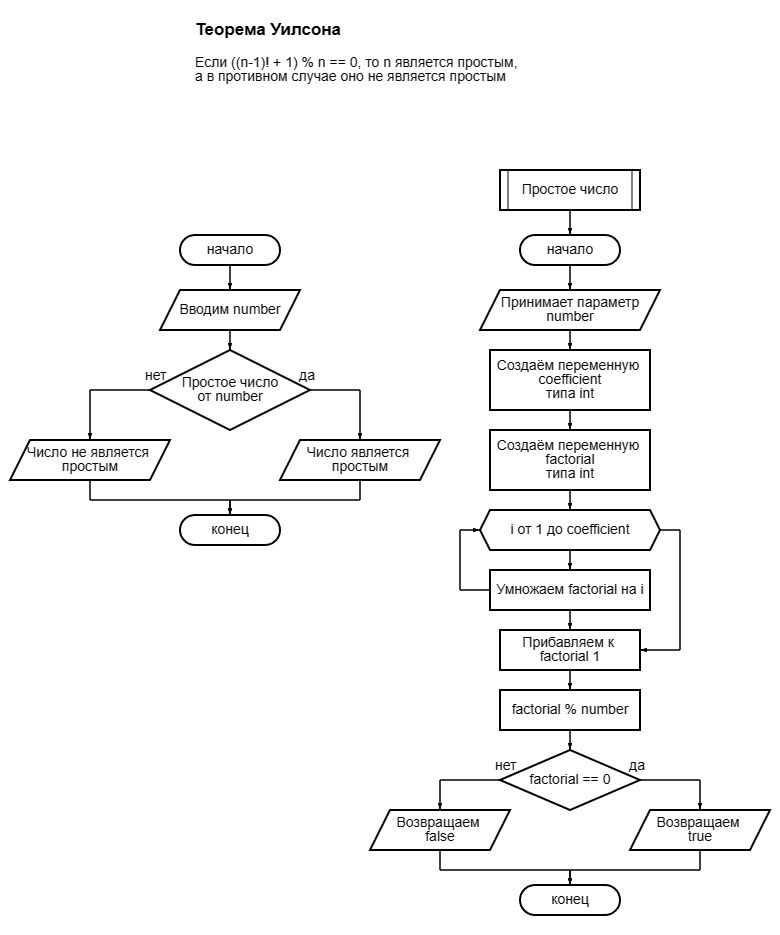 Теорема Уилсона
Если ((n-1)! + 1) % n == 0, то n является простым,
а в противном случае оно не является простым
начало
Вводим number
нет
да
Простое число
от number
Число не является
простым
Число является
простым
конец
Простое число
начало
Принимает параметр
number
Создаём переменную
coefficient
типа int
Создаём переменную
factorial
типа int
i от 1 до coefficient
Умножаем factorial на i
Прибавляем к
factorial 1
factorial % number
нет
да
factorial == 0
Возвращаем
false
Возвращаем
true
конец